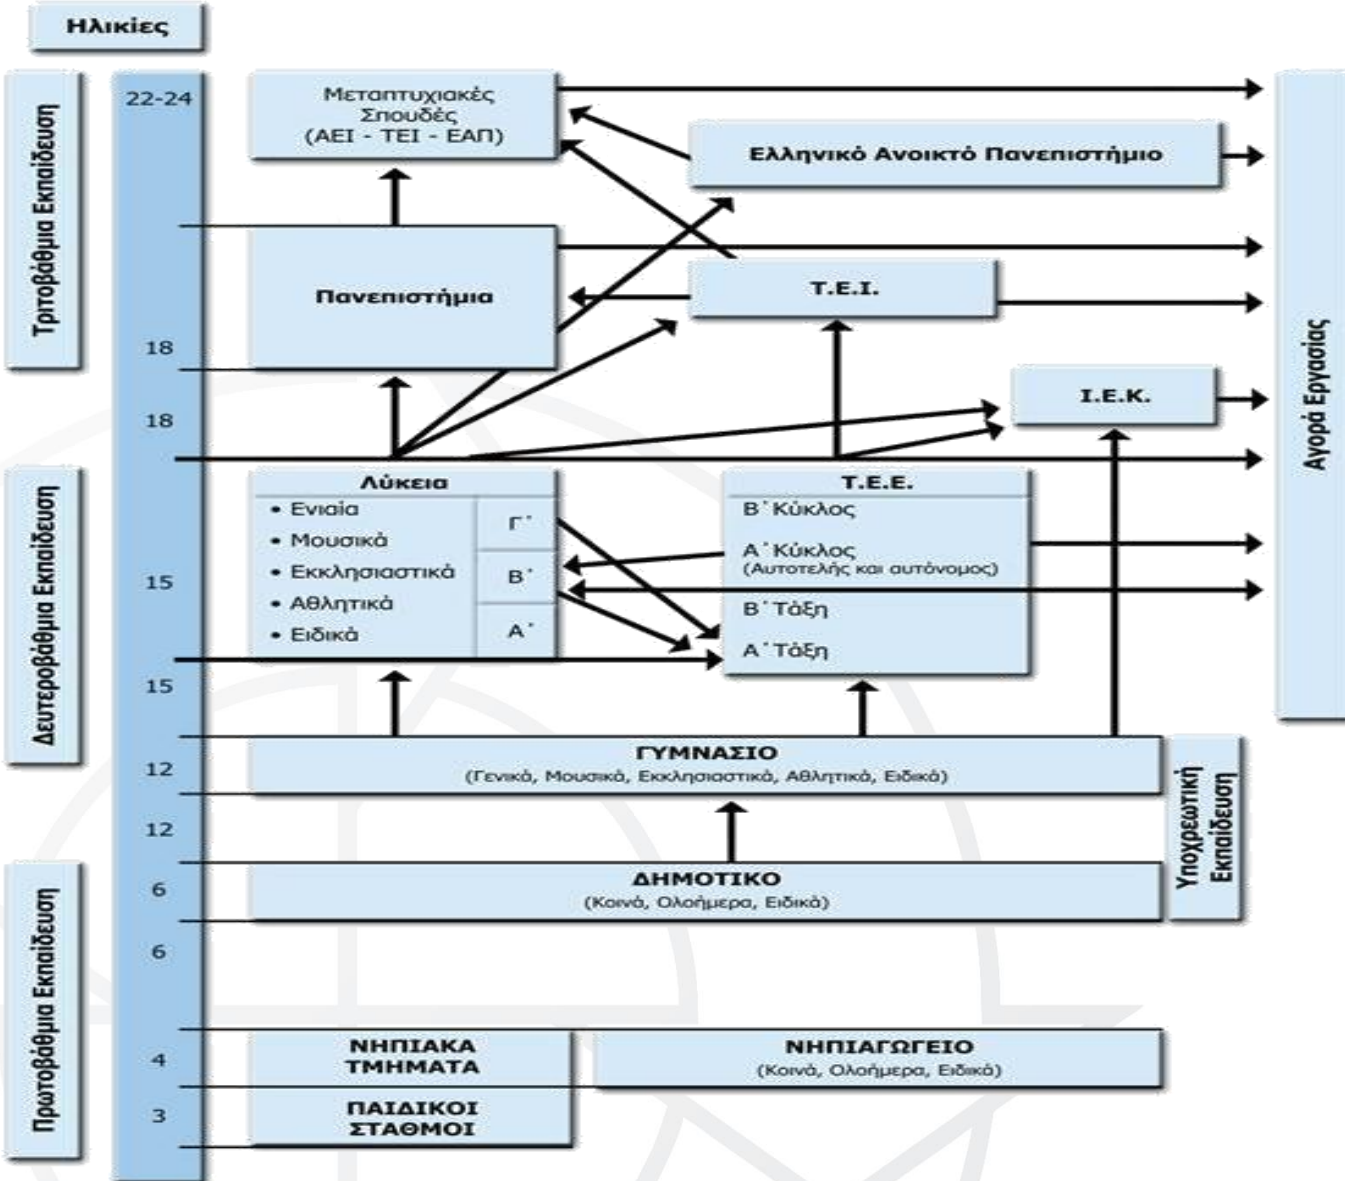 Ηλικίες
Τριτοβάθμια Εκπαίδευση
22-24
Μεταπτυχιακές
Σπουδές
(ΑΕΙ - ΤΕΙ - ΕΑΠ)
Ελληνικό Ανοικτό Πανεπιστήμιο
Πανεπιστήμια
Τ.Ε.Ι.
18
Ι.Ε.Κ.
18
Αγορά Εργασίας
Δευτεροβάθμια Εκπαίδευση
Λύκεια
• Ενιαία
• Μουσικά
• Εκκλησιαστικά
• Αθλητικά
• Ειδικά
Γ΄
Β΄
Α΄
Τ.Ε.Ε.
Β΄Κύκλος
Α΄Κύκλος
(Αυτοτελής και αυτόνομος)
Β΄Τάξη
Α΄Τάξη
15
15
ΓΥΜΝΑΣΙΟ
(Γενικά, Μουσικά, Εκκλησιαστικά, Αθλητικά, Ειδικά)
12
12
Υποχρεωτική
Εκπαίδευση
Πρωτοβάθμια Εκπαίδευση
ΔΗΜΟΤΙΚΟ
(Κοινά, Ολοήμερα, Ειδικά)
6
6
ΝΗΠΙΑΚΑ
ΤΜΗΜΑΤΑ
ΝΗΠΙΑΓΩΓΕΙΟ
(Κοινά, Ολοήμερα, Ειδικά)
4
ΠΑΙΔΙΚΟΙ
ΣΤΑΘΜΟΙ
3